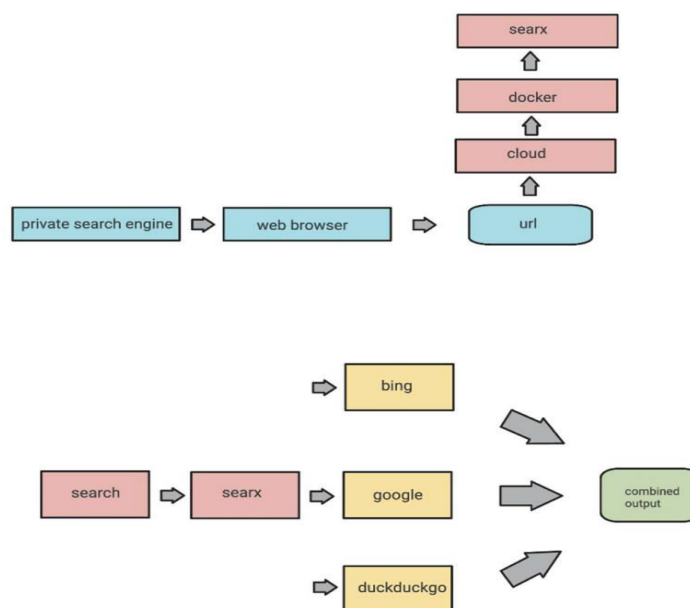 searx
docker
cloud
private search engine
web browser
url
bing
search
searx
google
combined
output
duckduckgo